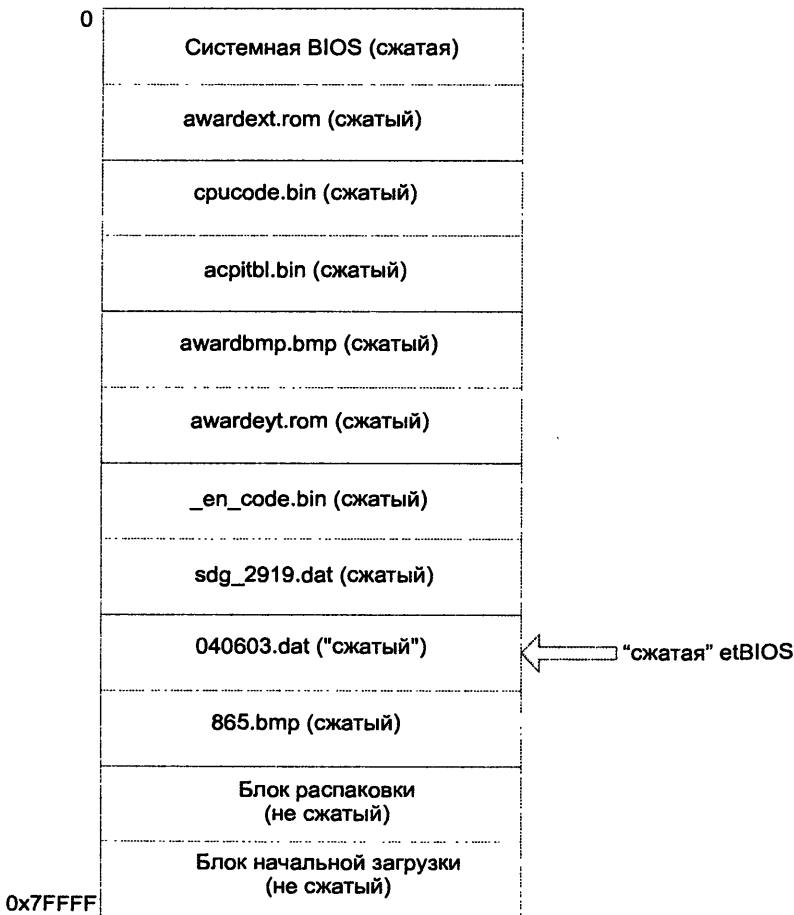 0
Системная BIOS (сжатая)
awardext.rom (сжатый)
cpucode.bin (сжатый)
acpitbl.bin (сжатый)
awardbmp.bmp (сжатый)
awardeyt.rom (сжатый)
_en_code.bin (сжатый)
sdg_2919.dat (сжатый)
040603.dat ("сжатый")
"сжатая" etBIOS
865.bmp (сжатый)
Блок распаковки
(не сжатый)
Блок начальной загрузки
(не сжатый)
0x7FFFF